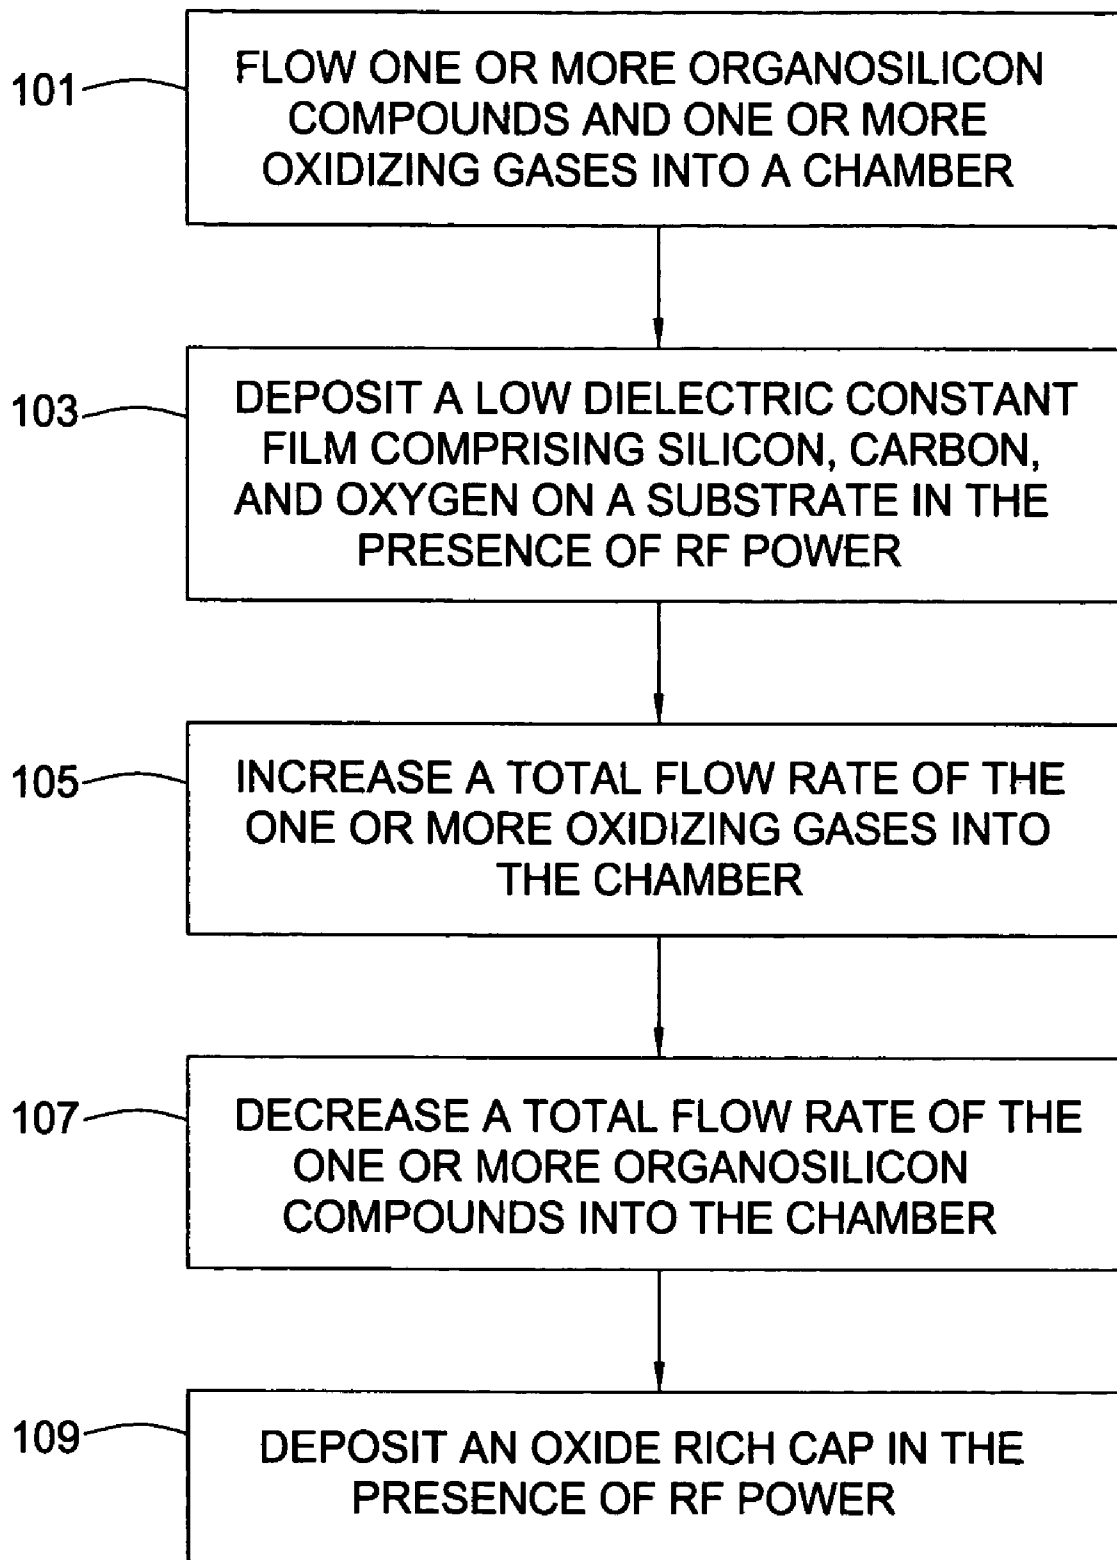 101
FLOW ONE OR MORE ORGANOSILICON
COMPOUNDS AND ONE OR MORE
OXIDIZING GASES INTO A CHAMBER
103
DEPOSIT A LOW DIELECTRIC CONSTANT
FILM COMPRISING SILICON, CARBON,
AND OXYGEN ON A SUBSTRATE IN THE
PRESENCE OF RF POWER
105
INCREASE A TOTAL FLOW RATE OF THE
ONE OR MORE OXIDIZING GASES INTO
THE CHAMBER
107
DECREASE A TOTAL FLOW RATE OF THE
ONE OR MORE ORGANOSILICON
COMPOUNDS INTO THE CHAMBER
109
DEPOSIT AN OXIDE RICH CAP IN THE
PRESENCE OF RF POWER